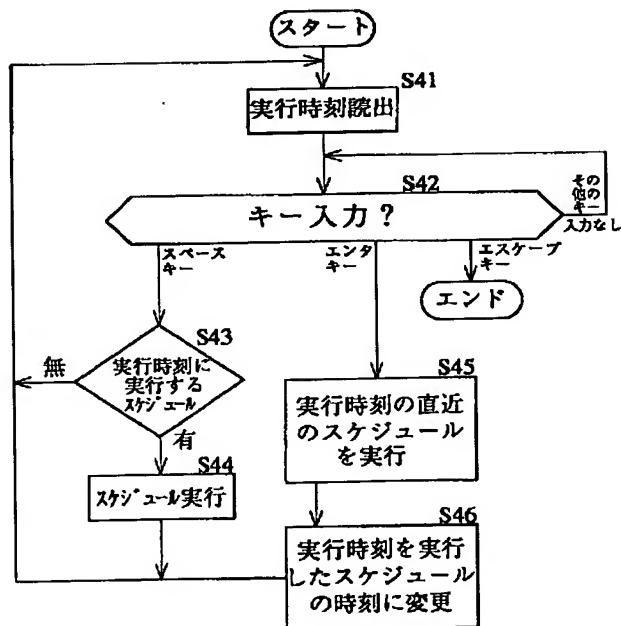 スタート
S41
実行時刻読出
S42
キー入力?
その
他の
キー
入力なし
スペース
キー
エンタ
キー
エスケープ
キー
エンド
S43
実行時刻に
実行する
スケジュール
無
有
S44
スケジュール実行
S45
実行時刻の直近
のスケジュール
を実行
S46
実行時刻を実行
したスケジュール
の時刻に変更